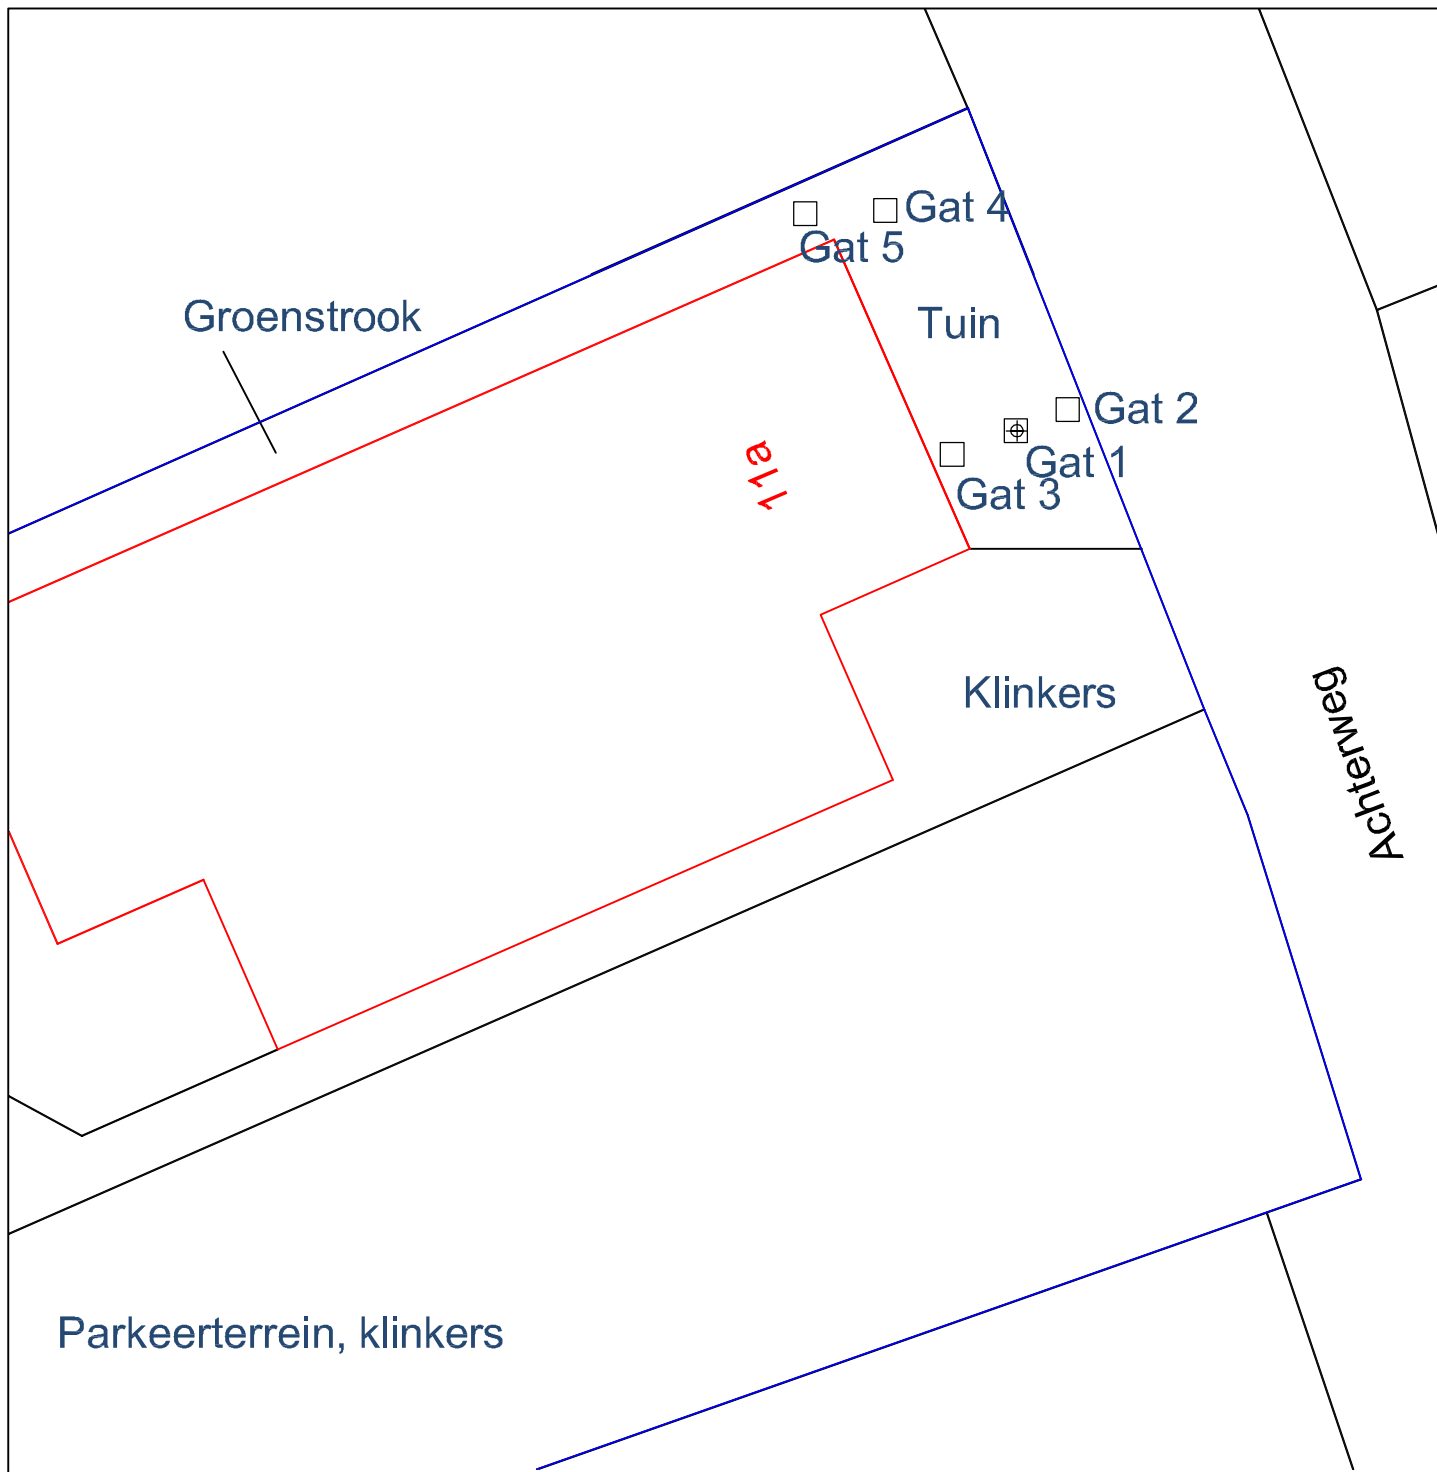 Gat 4
Gat 5
Groenstrook
Tuin
Gat 2
Gat 1
11a
Gat 3
Klinkers
Achterweg
Parkeerterrein, klinkers